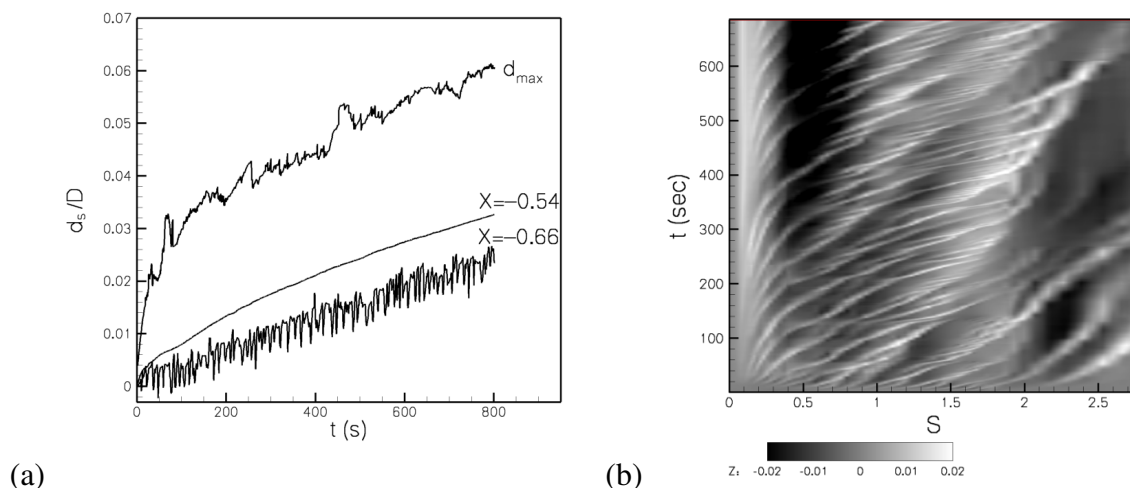 d_s/D
0.07
0.06
0.05
0.04
0.03
0.02
0.01
0
d_max
X=−0.54
X=−0.66
0 200 400 600 800
t (s)
(a)
t (sec)
600
500
400
300
200
100
0 0.5 1 1.5 2 2.5
S
Z: -0.02 -0.01 0 0.01 0.02
(b)